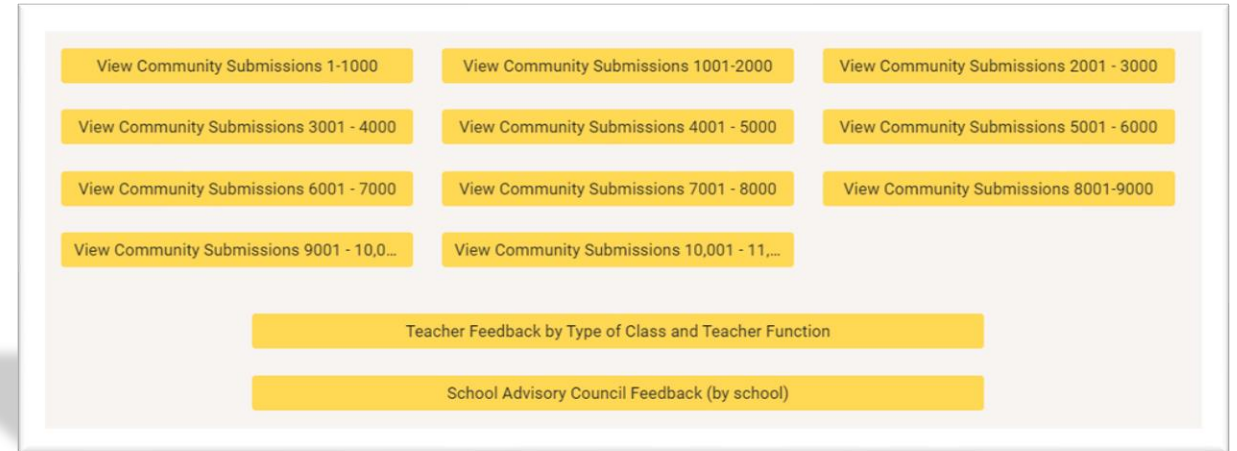 View Community Submissions 1-1000
View Community Submissions 1001-2000
View Community Submissions 2001 - 3000
View Community Submissions 3001 - 4000
View Community Submissions 4001 - 5000
View Community Submissions 5001 - 6000
View Community Submissions 6001 - 7000
View Community Submissions 7001 - 8000
View Community Submissions 8001-9000
View Community Submissions 9001 - 10,0...
View Community Submissions 10,001 - 11,...
Teacher Feedback by Type of Class and Teacher Function
School Advisory Council Feedback (by school)